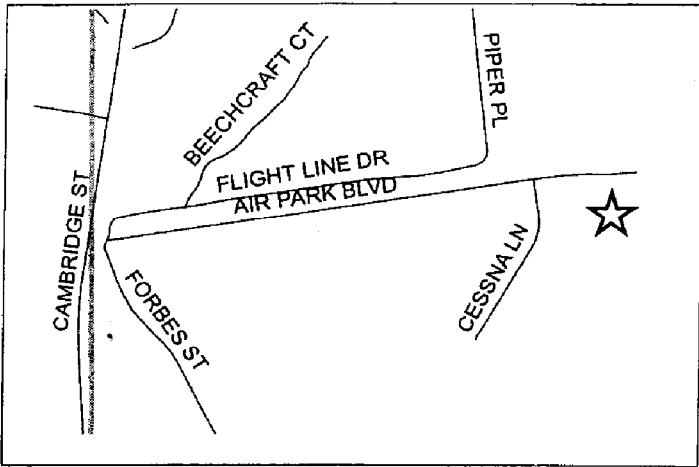 BEECHCRAFT CT
PIPER PL
FLIGHT LINE DR
AIR PARK BLVD
CAMBRIDGE ST
FORBES ST
CESSNA LN